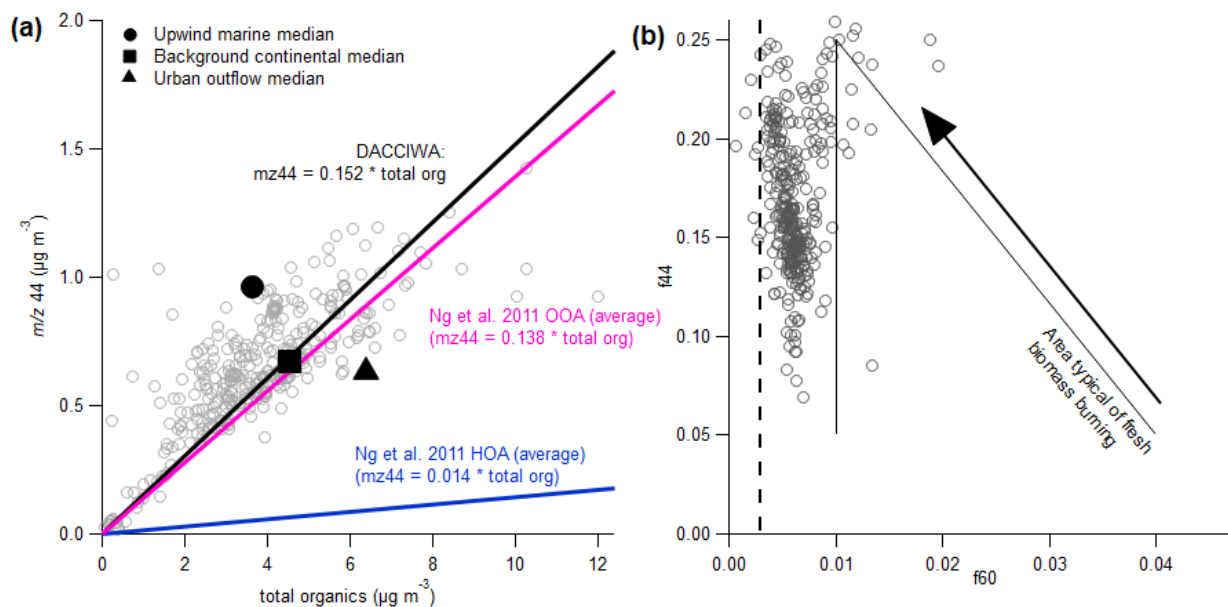 (a)
Upwind marine median
Background continental median
Urban outflow median
DACCIWA:
mz44 = 0.152 * total org
Ng et al. 2011 OOA (average)
(mz44 = 0.138 * total org)
Ng et al. 2011 HOA (average)
(mz44 = 0.014 * total org)
2.0
1.5
1.0
0.5
0.0
m/z 44 (µg m⁻³)
0
2
4
6
8
10
12
total organics (µg m⁻³)
(b)
0.25
0.20
0.15
0.10
0.05
0.00
f44
Area typical of fresh
biomass burning
0.00
0.01
0.02
0.03
0.04
f60